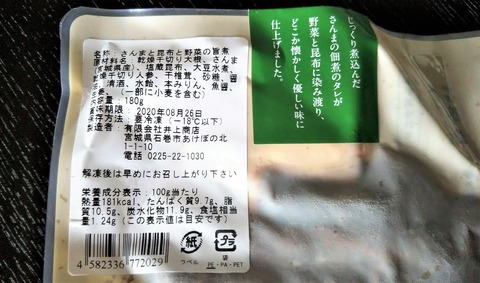 じっくり煮込んだ
さんまの佃煮のタレが
野菜と昆布に染み渡り、
どこか懐かしく優しい味に
仕上げました。
名称：さんまと昆布と野菜の旨煮
原材料名：乾燥千切り大根、さんま
（宮城県産）、塩蔵昆布、大豆水煮、
乾燥千切り人参、干椎茸、砂糖、醤
油、清酒、水飴、本みりん、魚醤、
（一部に小麦を含む）
180g
賞味期限：2020年08月26日
保存方法：要冷凍（－18℃以下）
製造者：有限会社井上商店
宮城県石巻市あけぼの北
1-1-10
電話 0225-22-1030
解凍後は早めにお召し上がり下さい
栄養成分表示：100g当たり
熱量181kcal、たんぱく質9.7g、脂
質10.5g、炭水化物11.9g、食塩相当
量1.24g（この表示値は目安です）
4 582336 772029
紙
ラベル
プラ
袋
PE・PA・PET